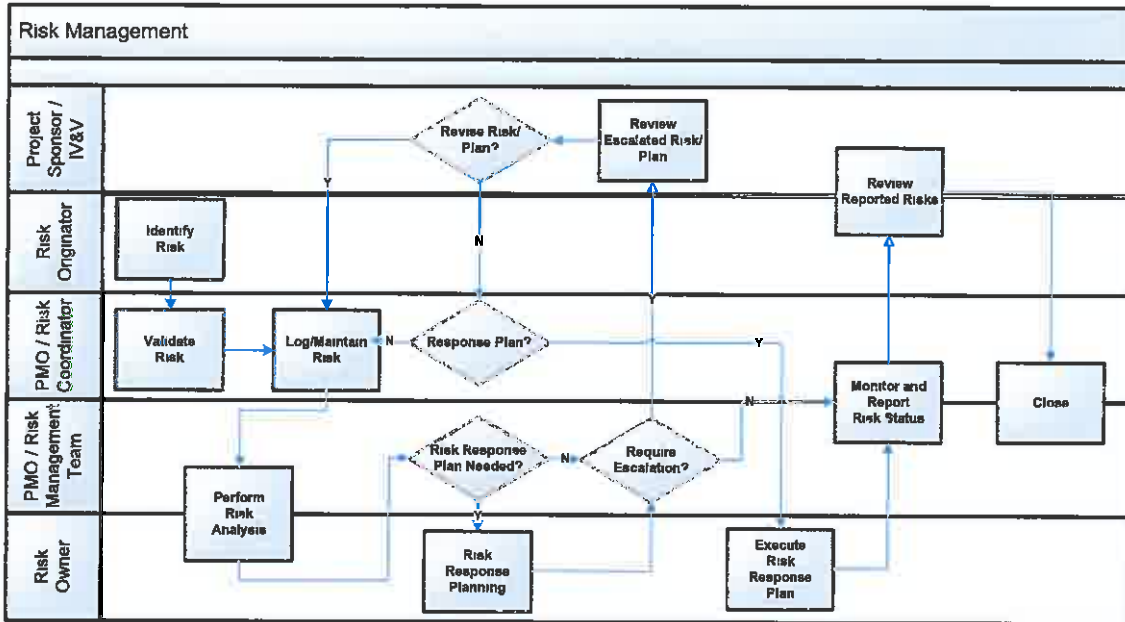 Risk Management
Project
Sponsor /
IV&V
Revise Risk/
Plan?
Review
Escalated Risk/
Plan
Y
N
Review
Reported Risks
Risk
Originator
Identify
Risk
PMO / Risk
Coordinator
Validate
Risk
Log/Maintain
Risk
N
Response Plan?
Y
Y
Monitor and
Report
Risk Status
Close
PMO / Risk
Management
Team
Risk Response
Plan Needed?
N
Require
Escalation?
N
Perform
Risk
Analysis
Y
Risk
Owner
Risk
Response
Planning
Execute
Risk
Response
Plan